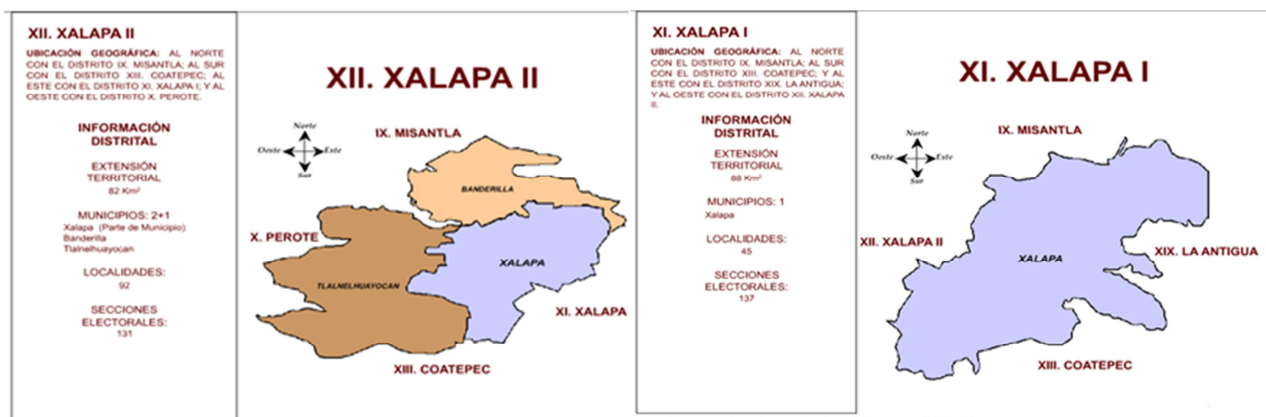 XII. XALAPA II
UBICACIÓN GEOGRÁFICA: AL NORTE
CON EL DISTRITO IX. MISANTLA; AL SUR
CON EL DISTRITO XIII. COATEPEC; AL
ESTE CON EL DISTRITO XI. XALAPA I; Y AL
OESTE CON EL DISTRITO X. PEROTE.
INFORMACIÓN
DISTRITAL
EXTENSIÓN
TERRITORIAL
82 Km²
MUNICIPIOS: 2+1
Xalapa (Parte de Municipio)
Banderilla
Tlalnelhuayocan
LOCALIDADES:
92
SECCIONES
ELECTORALES:
131
XII. XALAPA II
Norte
Oeste
Este
Sur
IX. MISANTLA
BANDERILLA
X. PEROTE
XALAPA
TLALNELHUAYOCAN
XI. XALAPA
XIII. COATEPEC
XI. XALAPA I
UBICACIÓN GEOGRÁFICA: AL NORTE
CON EL DISTRITO IX. MISANTLA; AL SUR
CON EL DISTRITO XIII. COATEPEC; Y AL
ESTE CON EL DISTRITO XIX. LA ANTIGUA;
Y AL OESTE CON EL DISTRITO XII. XALAPA
II.
INFORMACIÓN
DISTRITAL
EXTENSIÓN
TERRITORIAL
88 Km²
MUNICIPIOS: 1
Xalapa
LOCALIDADES:
45
SECCIONES
ELECTORALES:
137
XI. XALAPA I
Norte
Oeste
Este
Sur
IX. MISANTLA
XII. XALAPA II
XALAPA
XIX. LA ANTIGUA
XIII. COATEPEC